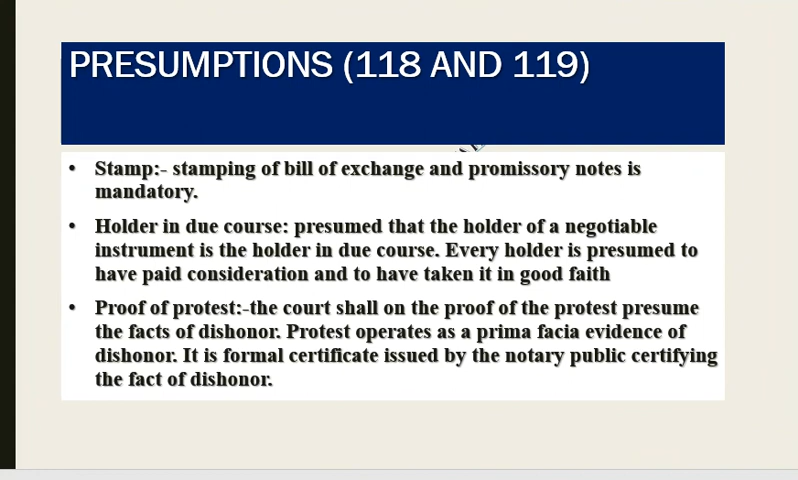 PRESUMPTIONS (118 AND 119)
• Stamp:- stamping of bill of exchange and promissory notes is
mandatory.
• Holder in due course: presumed that the holder of a negotiable
instrument is the holder in due course. Every holder is presumed to
have paid consideration and to have taken it in good faith
• Proof of protest:-the court shall on the proof of the protest presume
the facts of dishonor. Protest operates as a prima facia evidence of
dishonor. It is formal certificate issued by the notary public certifying
the fact of dishonor.